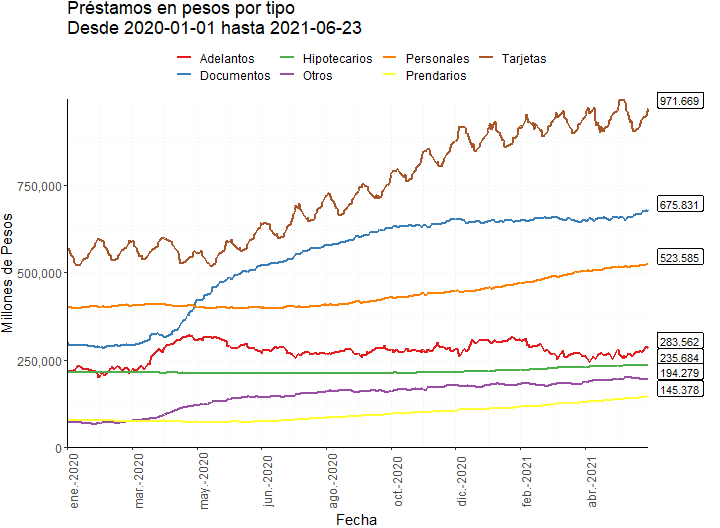 Préstamos en pesos por tipo
Desde 2020-01-01 hasta 2021-06-23
Adelantos Hipotecarios Personales Tarjetas
Documentos Otros Prendarios
Millones de Pesos
750,000
500,000
250,000
0
971.669
675.831
523.585
283.562
235.684
194.279
145.378
ene.-2020
mar.-2020
may.-2020
jun.-2020
ago.-2020
oct.-2020
dic.-2020
feb.-2021
abr.-2021
Fecha